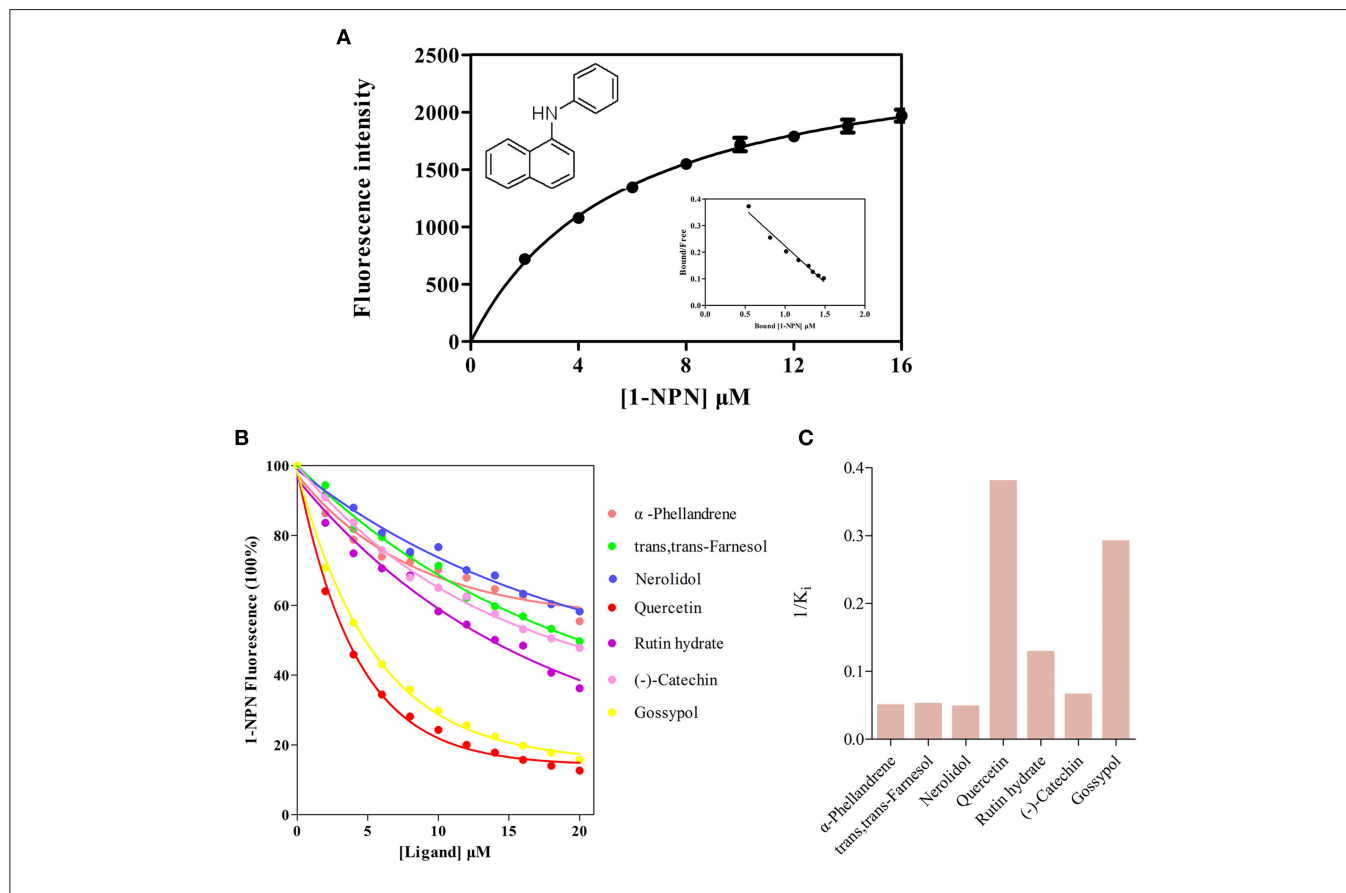 A
Fluorescence intensity
2500
2000
1500
1000
500
0
HN
Bound/Free
0.4
0.3
0.2
0.1
0.0
0.0 0.5 1.0 1.5 2.0
Bound [1-NPN] μM
0 4 8 12 16
[1-NPN] μM
B
1-NPN Fluorescence (100%)
100
80
60
40
20
0
0 5 10 15 20
[Ligand] μM
α -Phellandrene
trans,trans-Farnesol
Nerolidol
Quercetin
Rutin hydrate
(-)-Catechin
Gossypol
C
1/Ki
0.4
0.3
0.2
0.1
0.0
α-Phellandrene
trans,trans-Farnesol
Nerolidol
Quercetin
Rutin hydrate
(-)-Catechin
Gossypol